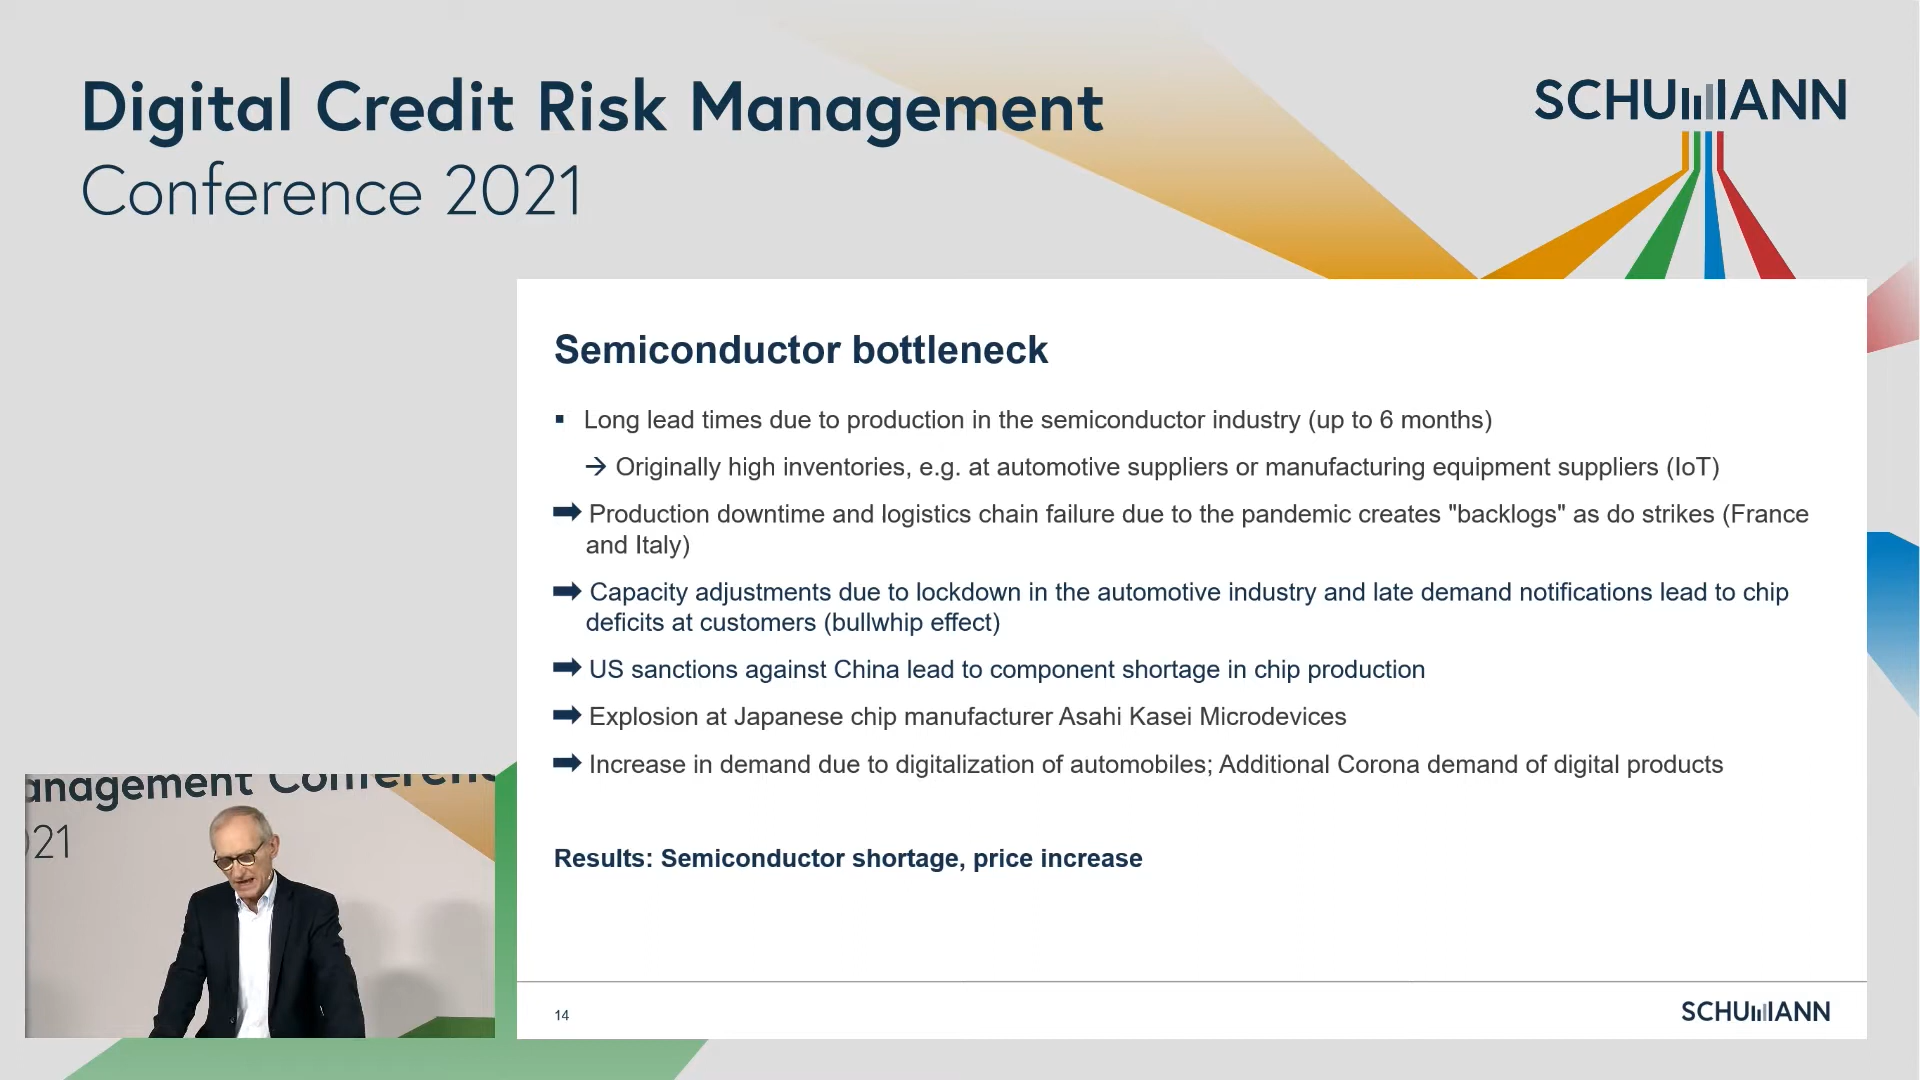 Digital Credit Risk Management
Conference 2021
SCHUMANN
Semiconductor bottleneck
▪ Long lead times due to production in the semiconductor industry (up to 6 months)
→ Originally high inventories, e.g. at automotive suppliers or manufacturing equipment suppliers (IoT)
➡ Production downtime and logistics chain failure due to the pandemic creates "backlogs" as do strikes (France
and Italy)
➡ Capacity adjustments due to lockdown in the automotive industry and late demand notifications lead to chip
deficits at customers (bullwhip effect)
➡ US sanctions against China lead to component shortage in chip production
➡ Explosion at Japanese chip manufacturer Asahi Kasei Microdevices
➡ Increase in demand due to digitalization of automobiles; Additional Corona demand of digital products
Results: Semiconductor shortage, price increase
14
SCHUMANN
anagement Conferenc
021